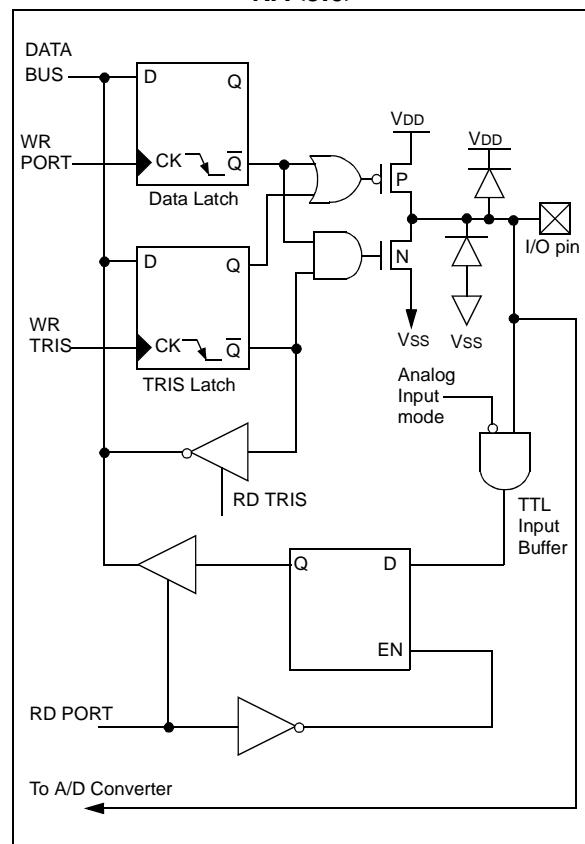 DATA
BUS
D
Q
VDD
VDD
WR
PORT
CK
Q
P
Data Latch
I/O pin
D
Q
N
WR
TRIS
CK
Q
VSS
VSS
TRIS Latch
Analog
Input
mode
RD TRIS
TTL
Input
Buffer
Q
D
EN
RD PORT
To A/D Converter